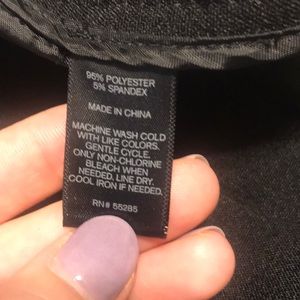 95% POLYESTER
5% SPANDEX
MADE IN CHINA
MACHINE WASH COLD
WITH LIKE COLORS.
GENTLE CYCLE.
ONLY NON-CHLORINE
BLEACH WHEN
NEEDED. LINE DRY.
COOL IRON IF NEEDED.
RN# 55285